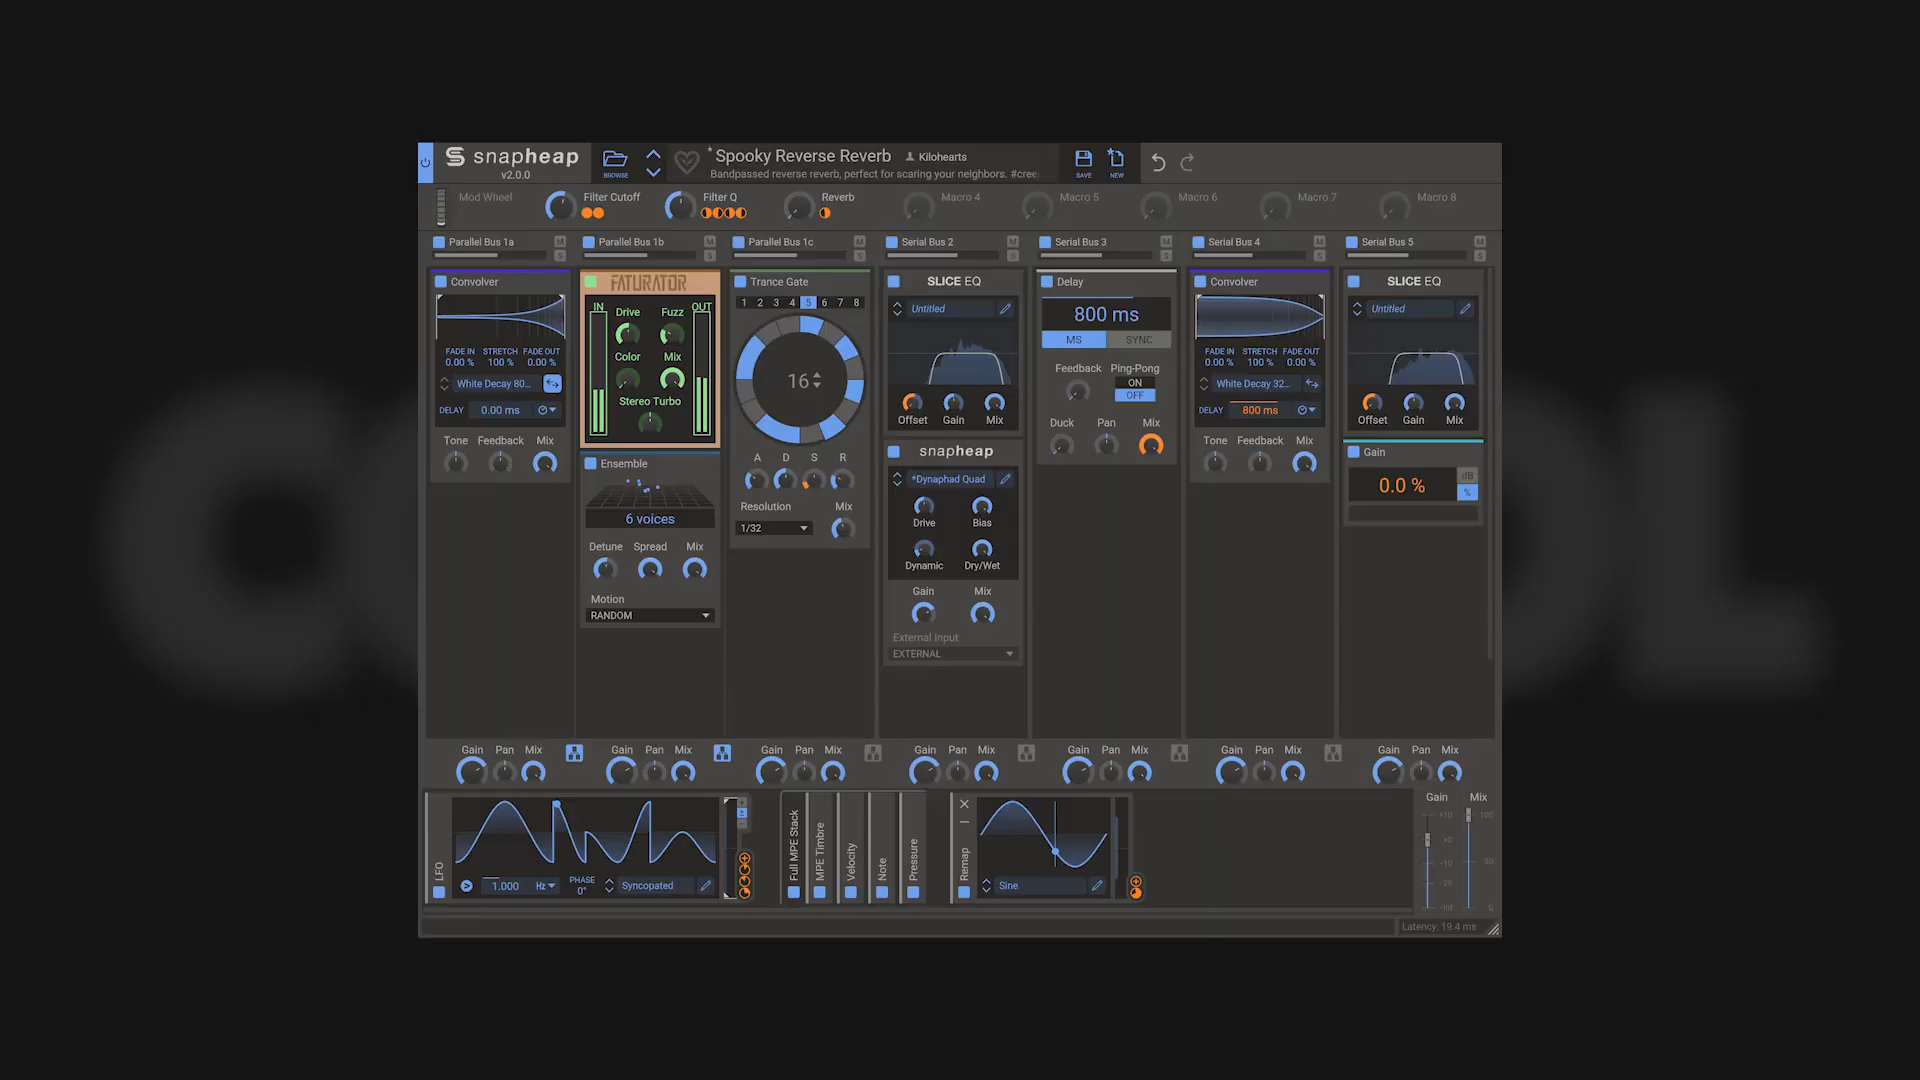 snapheap
v2.0.0
BROWSE
* Spooky Reverse Reverb
Kilohearts
Bandpassed reverse reverb, perfect for scaring your neighbors. #cree
SAVE
NEW
Mod Wheel
Filter Cutoff
Filter Q
Reverb
Macro 4
Macro 5
Macro 6
Macro 7
Macro 8
Parallel Bus 1a
M
S
Parallel Bus 1b
M
S
Parallel Bus 1c
M
S
Serial Bus 2
M
S
Serial Bus 3
M
S
Serial Bus 4
M
S
Serial Bus 5
M
S
Convolver
FADE IN STRETCH FADE OUT
0.00 % 100 % 0.00 %
White Decay 80...
DELAY 0.00 ms
Tone Feedback Mix
FATURATOR
IN
OUT
Drive Fuzz
Color Mix
Stereo Turbo
Ensemble
6 voices
Detune Spread Mix
Motion
RANDOM
Trance Gate
1 2 3 4 5 6 7 8
16
A D S R
Resolution Mix
1/32
SLICE EQ
Untitled
Offset Gain Mix
snapheap
*Dynaphad Quad
Drive Bias
Dynamic Dry/Wet
Gain Mix
External Input
EXTERNAL
Delay
800 ms
MS SYNC
Feedback Ping-Pong
ON
OFF
Duck Pan Mix
Convolver
FADE IN STRETCH FADE OUT
0.00 % 100 % 0.00 %
White Decay 32...
DELAY 800 ms
Tone Feedback Mix
SLICE EQ
Untitled
Offset Gain Mix
Gain
0.0 %
dB
%
Gain Pan Mix
Gain Pan Mix
Gain Pan Mix
Gain Pan Mix
Gain Pan Mix
Gain Pan Mix
Gain Pan Mix
LFO
1.000 Hz
PHASE
0°
Syncopated
Full MPE Stack
MPE Timbre
Velocity
Note
Pressure
Remap
Sine
Gain Mix
+10 100
+0
-10 50
-20
-Inf 0
Latency: 19.4 ms